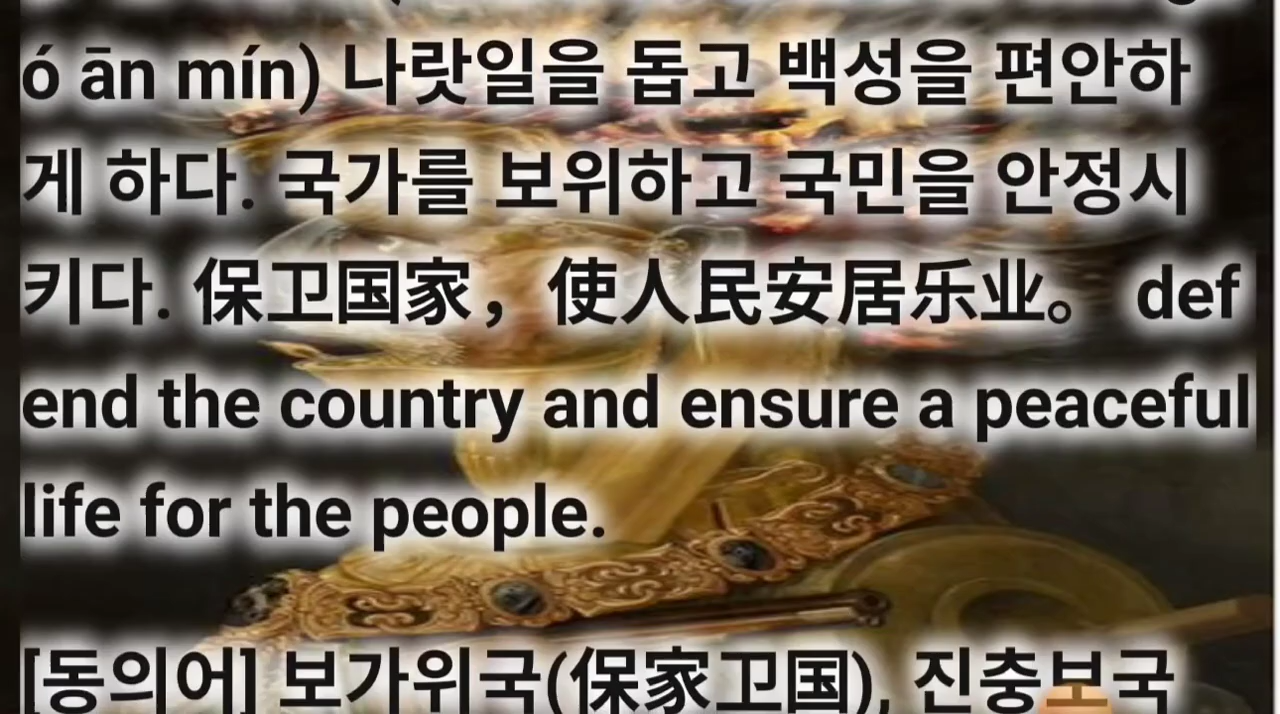 ó ān mín) 나랏일을 돕고 백성을 편안하
게 하다. 국가를 보위하고 국민을 안정시
키다. 保卫国家，使人民安居乐业。 def
end the country and ensure a peaceful
life for the people.
[동의어] 보가위국(保家卫国), 진충보국